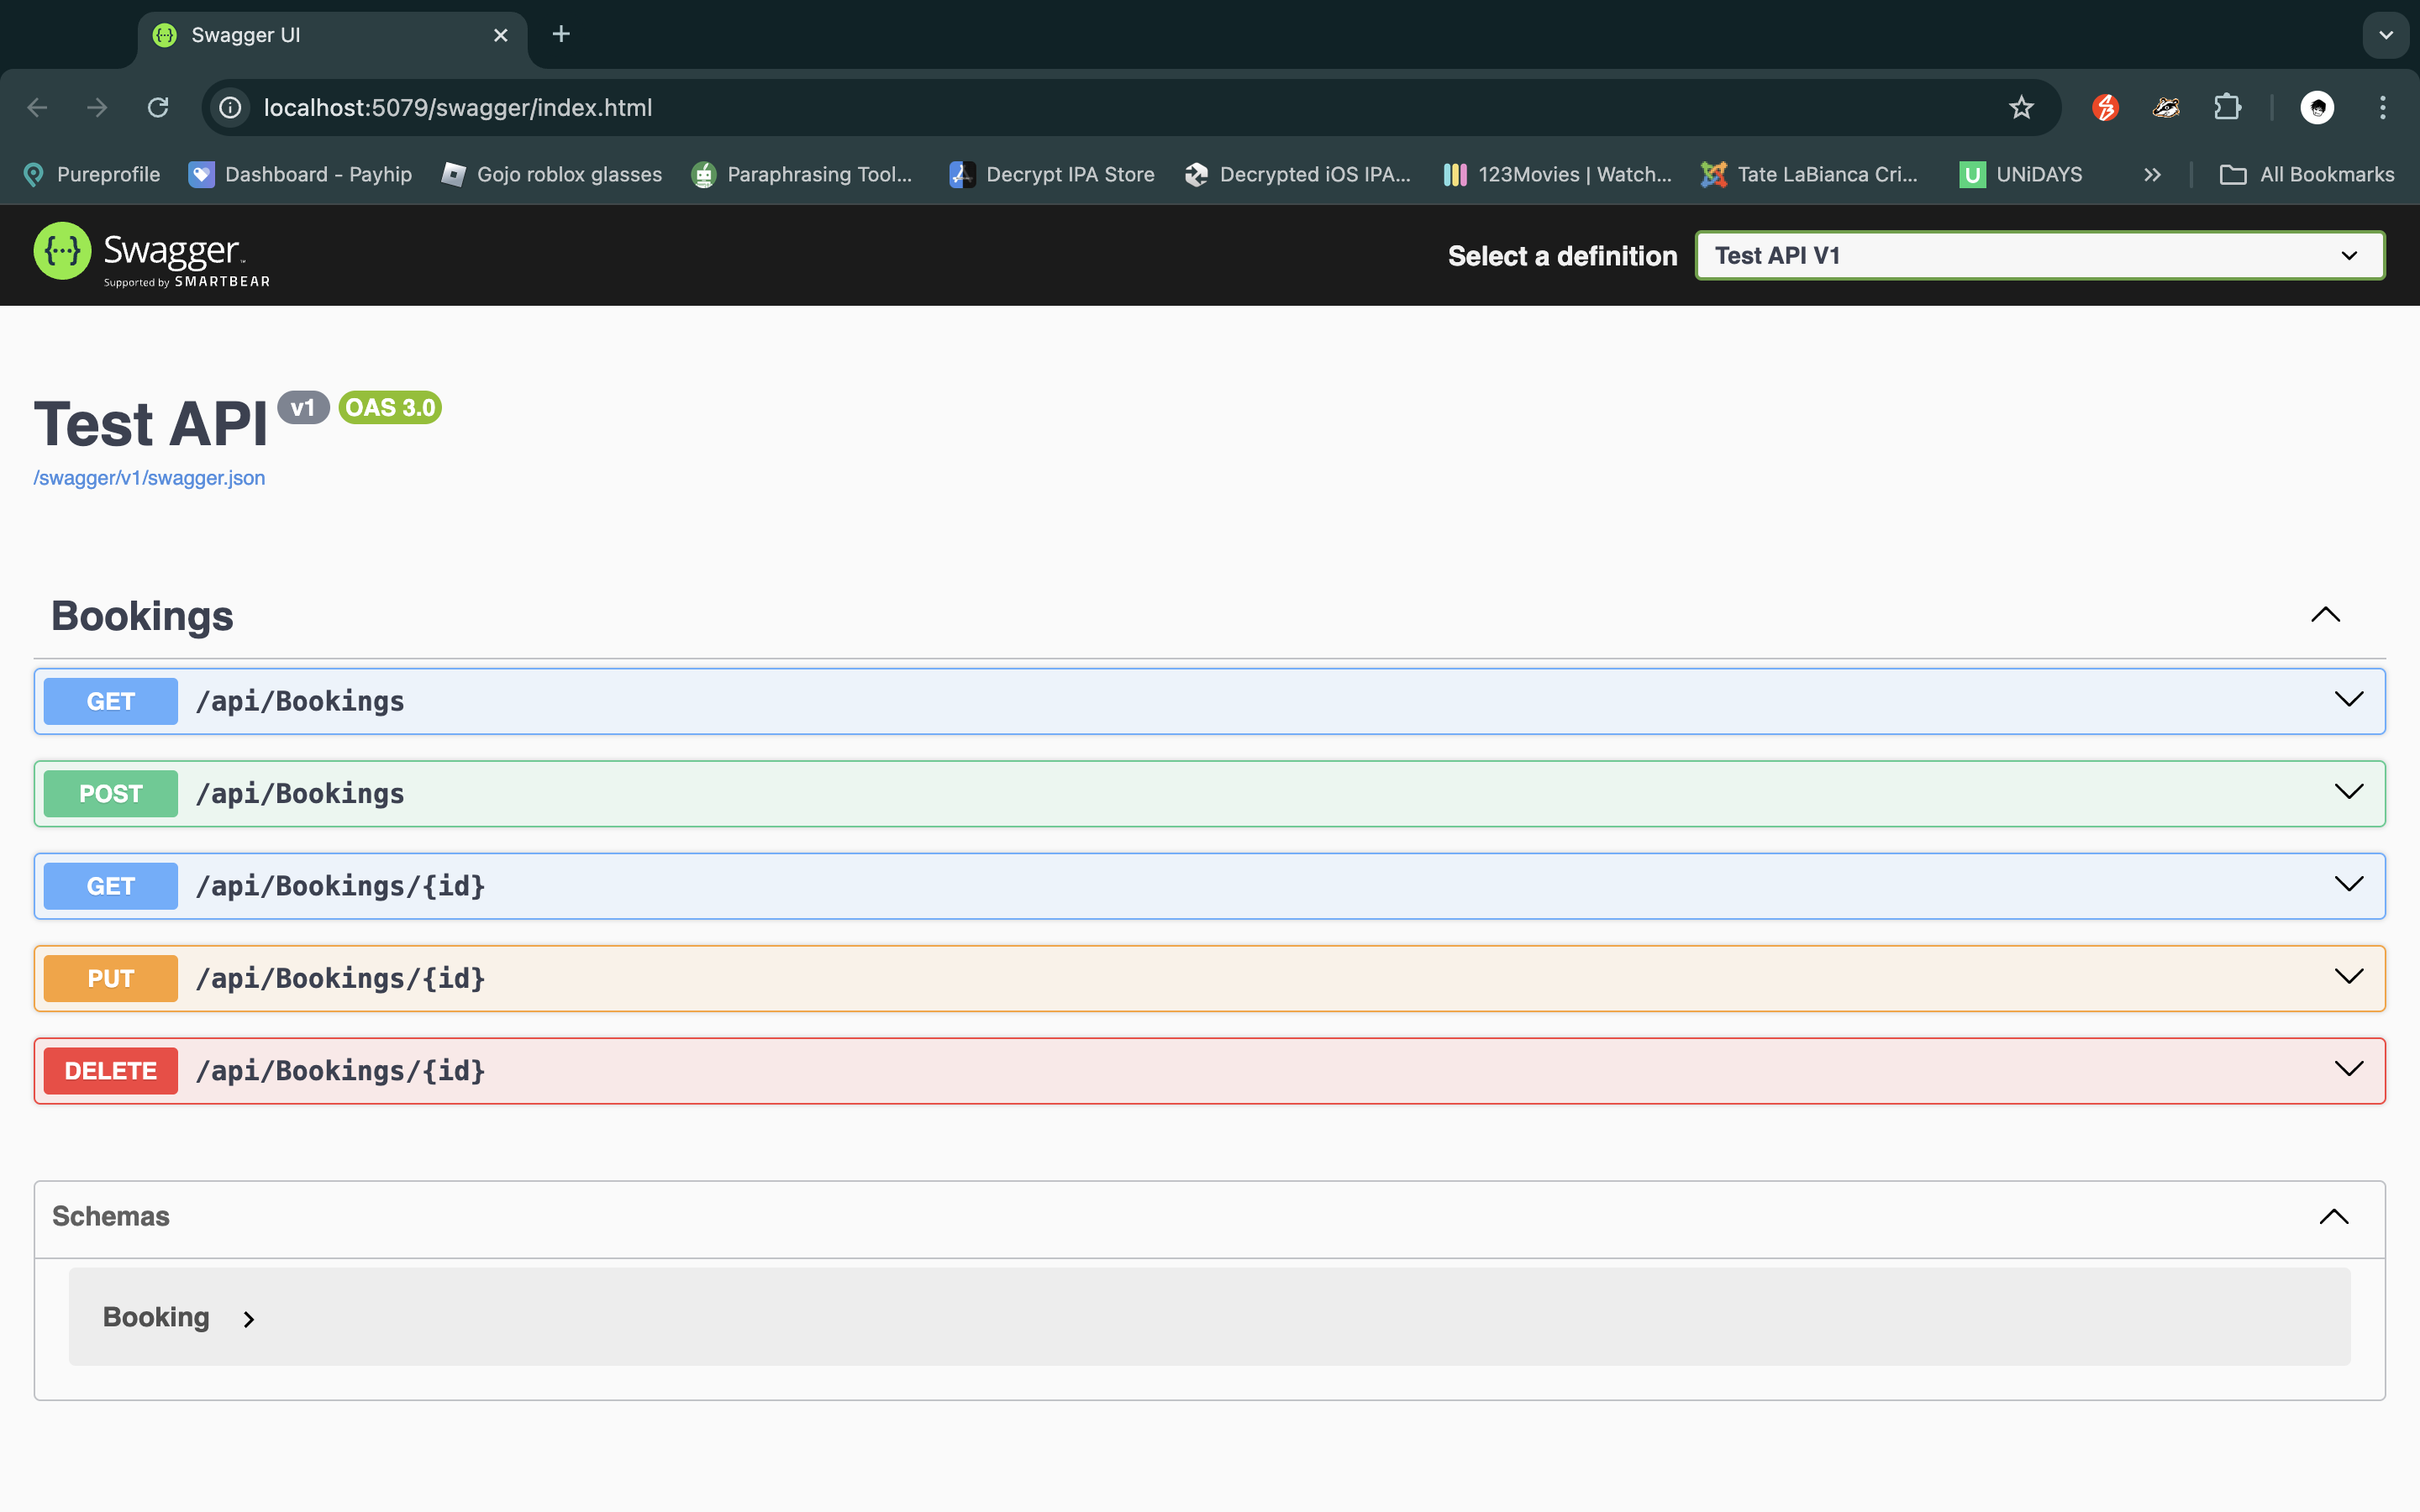 Swagger UI
localhost:5079/swagger/index.html
Pureprofile
Dashboard - Payhip
Gojo roblox glasses
Paraphrasing Tool...
Decrypt IPA Store
Decrypted iOS IPA...
123Movies | Watch...
Tate LaBianca Cri...
UNiDAYS
All Bookmarks
Swagger
Supported by SMARTBEAR
Select a definition
Test API V1
Test API v1 OAS 3.0
/swagger/v1/swagger.json
Bookings
GET /api/Bookings
POST /api/Bookings
GET /api/Bookings/{id}
PUT /api/Bookings/{id}
DELETE /api/Bookings/{id}
Schemas
Booking